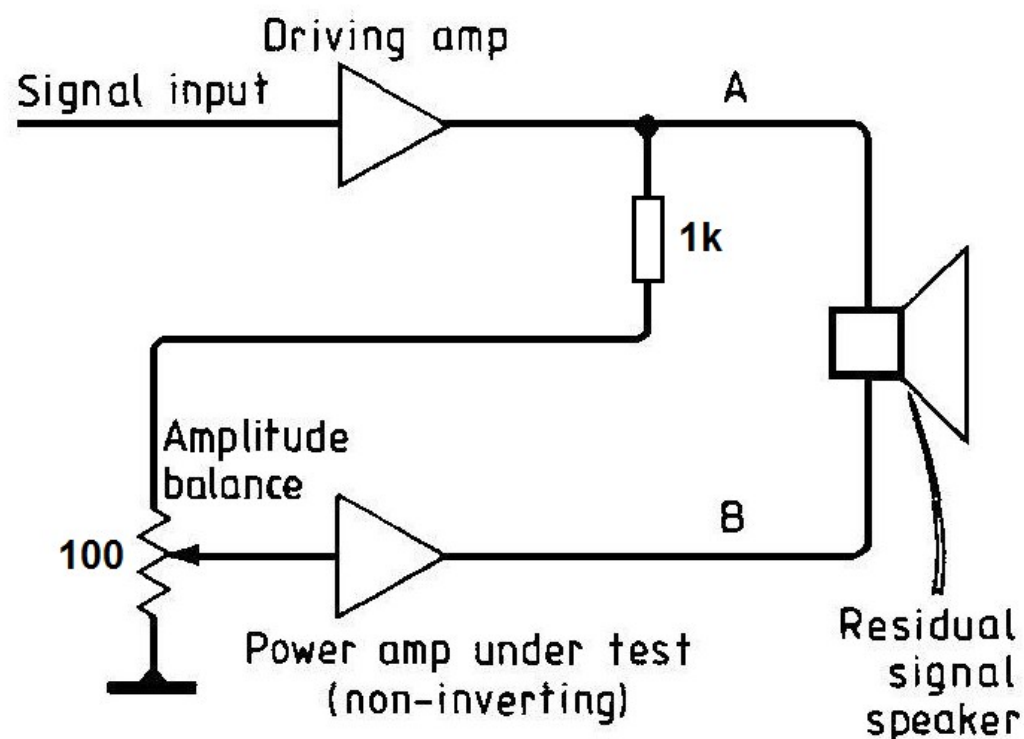 Driving amp
Signal input
A
1k
Amplitude
balance
100
B
Power amp under test
(non-inverting)
Residual
signal
speaker